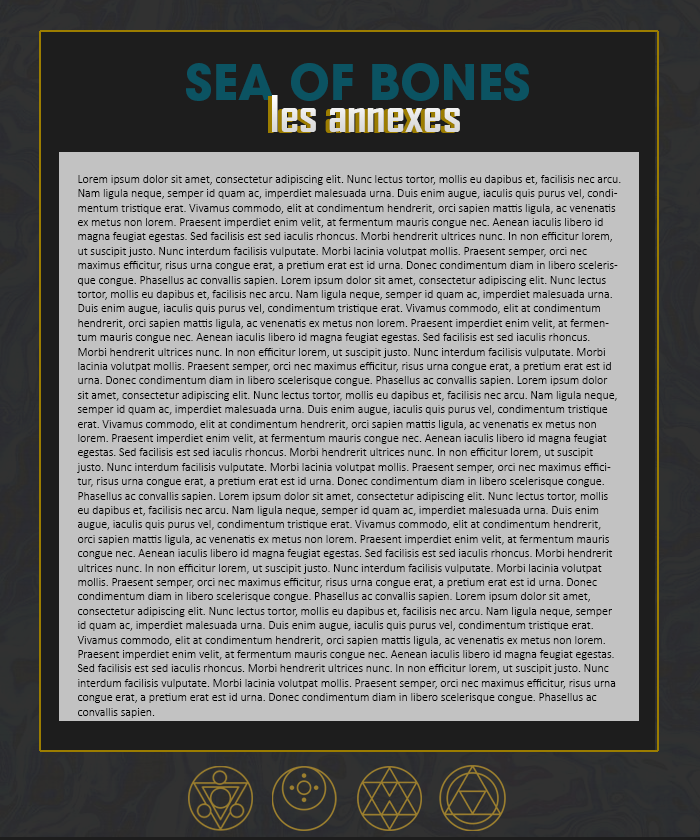 SEA OF BONES
les annexes
Lorem ipsum dolor sit amet, consectetur adipiscing elit. Nunc lectus tortor, mollis eu dapibus et, facilisis nec arcu.
Nam ligula neque, semper id quam ac, imperdiet malesuada urna. Duis enim augue, iaculis quis purus vel, condi-
mentum tristique erat. Vivamus commodo, elit at condimentum hendrerit, orci sapien mattis ligula, ac venenatis
ex metus non lorem. Praesent imperdiet enim velit, at fermentum mauris congue nec. Aenean iaculis libero id
magna feugiat egestas. Sed facilisis est sed iaculis rhoncus. Morbi hendrerit ultrices nunc. In non efficitur lorem,
ut suscipit justo. Nunc interdum facilisis vulputate. Morbi lacinia volutpat mollis. Praesent semper, orci nec
maximus efficitur, risus urna congue erat, a pretium erat est id urna. Donec condimentum diam in libero sceleris-
que congue. Phasellus ac convallis sapien. Lorem ipsum dolor sit amet, consectetur adipiscing elit. Nunc lectus
tortor, mollis eu dapibus et, facilisis nec arcu. Nam ligula neque, semper id quam ac, imperdiet malesuada urna.
Duis enim augue, iaculis quis purus vel, condimentum tristique erat. Vivamus commodo, elit at condimentum
hendrerit, orci sapien mattis ligula, ac venenatis ex metus non lorem. Praesent imperdiet enim velit, at fermen-
tum mauris congue nec. Aenean iaculis libero id magna feugiat egestas. Sed facilisis est sed iaculis rhoncus.
Morbi hendrerit ultrices nunc. In non efficitur lorem, ut suscipit justo. Nunc interdum facilisis vulputate. Morbi
lacinia volutpat mollis. Praesent semper, orci nec maximus efficitur, risus urna congue erat, a pretium erat est id
urna. Donec condimentum diam in libero scelerisque congue. Phasellus ac convallis sapien. Lorem ipsum dolor
sit amet, consectetur adipiscing elit. Nunc lectus tortor, mollis eu dapibus et, facilisis nec arcu. Nam ligula neque,
semper id quam ac, imperdiet malesuada urna. Duis enim augue, iaculis quis purus vel, condimentum tristique
erat. Vivamus commodo, elit at condimentum hendrerit, orci sapien mattis ligula, ac venenatis ex metus non
lorem. Praesent imperdiet enim velit, at fermentum mauris congue nec. Aenean iaculis libero id magna feugiat
egestas. Sed facilisis est sed iaculis rhoncus. Morbi hendrerit ultrices nunc. In non efficitur lorem, ut suscipit
justo. Nunc interdum facilisis vulputate. Morbi lacinia volutpat mollis. Praesent semper, orci nec maximus effici-
tur, risus urna congue erat, a pretium erat est id urna. Donec condimentum diam in libero scelerisque congue.
Phasellus ac convallis sapien. Lorem ipsum dolor sit amet, consectetur adipiscing elit. Nunc lectus tortor, mollis
eu dapibus et, facilisis nec arcu. Nam ligula neque, semper id quam ac, imperdiet malesuada urna. Duis enim
augue, iaculis quis purus vel, condimentum tristique erat. Vivamus commodo, elit at condimentum hendrerit,
orci sapien mattis ligula, ac venenatis ex metus non lorem. Praesent imperdiet enim velit, at fermentum mauris
congue nec. Aenean iaculis libero id magna feugiat egestas. Sed facilisis est sed iaculis rhoncus. Morbi hendrerit
ultrices nunc. In non efficitur lorem, ut suscipit justo. Nunc interdum facilisis vulputate. Morbi lacinia volutpat
mollis. Praesent semper, orci nec maximus efficitur, risus urna congue erat, a pretium erat est id urna. Donec
condimentum diam in libero scelerisque congue. Phasellus ac convallis sapien. Lorem ipsum dolor sit amet,
consectetur adipiscing elit. Nunc lectus tortor, mollis eu dapibus et, facilisis nec arcu. Nam ligula neque, semper
id quam ac, imperdiet malesuada urna. Duis enim augue, iaculis quis purus vel, condimentum tristique erat.
Vivamus commodo, elit at condimentum hendrerit, orci sapien mattis ligula, ac venenatis ex metus non lorem.
Praesent imperdiet enim velit, at fermentum mauris congue nec. Aenean iaculis libero id magna feugiat egestas.
Sed facilisis est sed iaculis rhoncus. Morbi hendrerit ultrices nunc. In non efficitur lorem, ut suscipit justo. Nunc
interdum facilisis vulputate. Morbi lacinia volutpat mollis. Praesent semper, orci nec maximus efficitur, risus urna
congue erat, a pretium erat est id urna. Donec condimentum diam in libero scelerisque congue. Phasellus ac
convallis sapien.